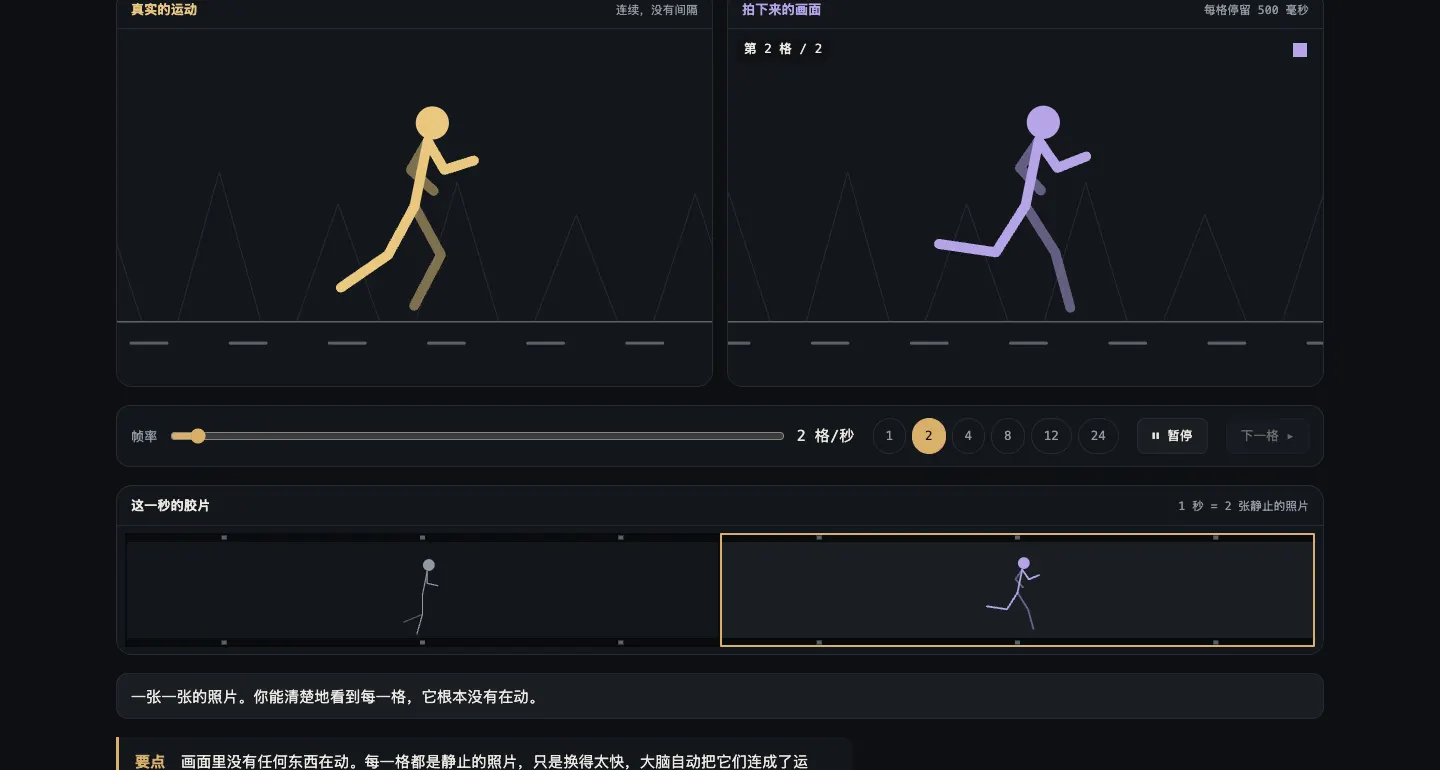 真实的运动
连续，没有间隔
拍下来的画面
每格停留 500 毫秒
第 2 格 / 2
帧率
2 格/秒
1
2
4
8
12
24
⏸ 暂停
下一格 ▸
这一秒的胶片
1 秒 = 2 张静止的照片
一张一张的照片。你能清楚地看到每一格，它根本没有在动。
要点 画面里没有任何东西在动。每一格都是静止的照片，只是换得太快，大脑自动把它们连成了运